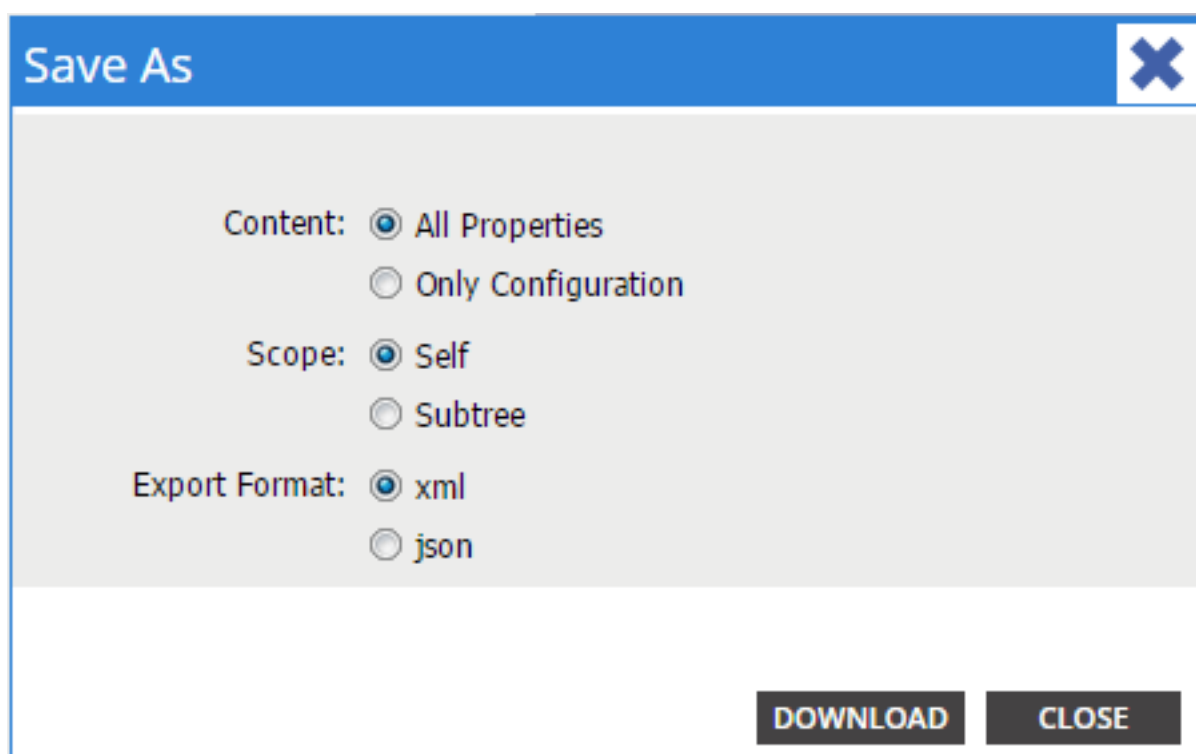 Save As
Content: All Properties
Only Configuration
Scope: Self
Subtree
Export Format: xml
json
DOWNLOAD CLOSE